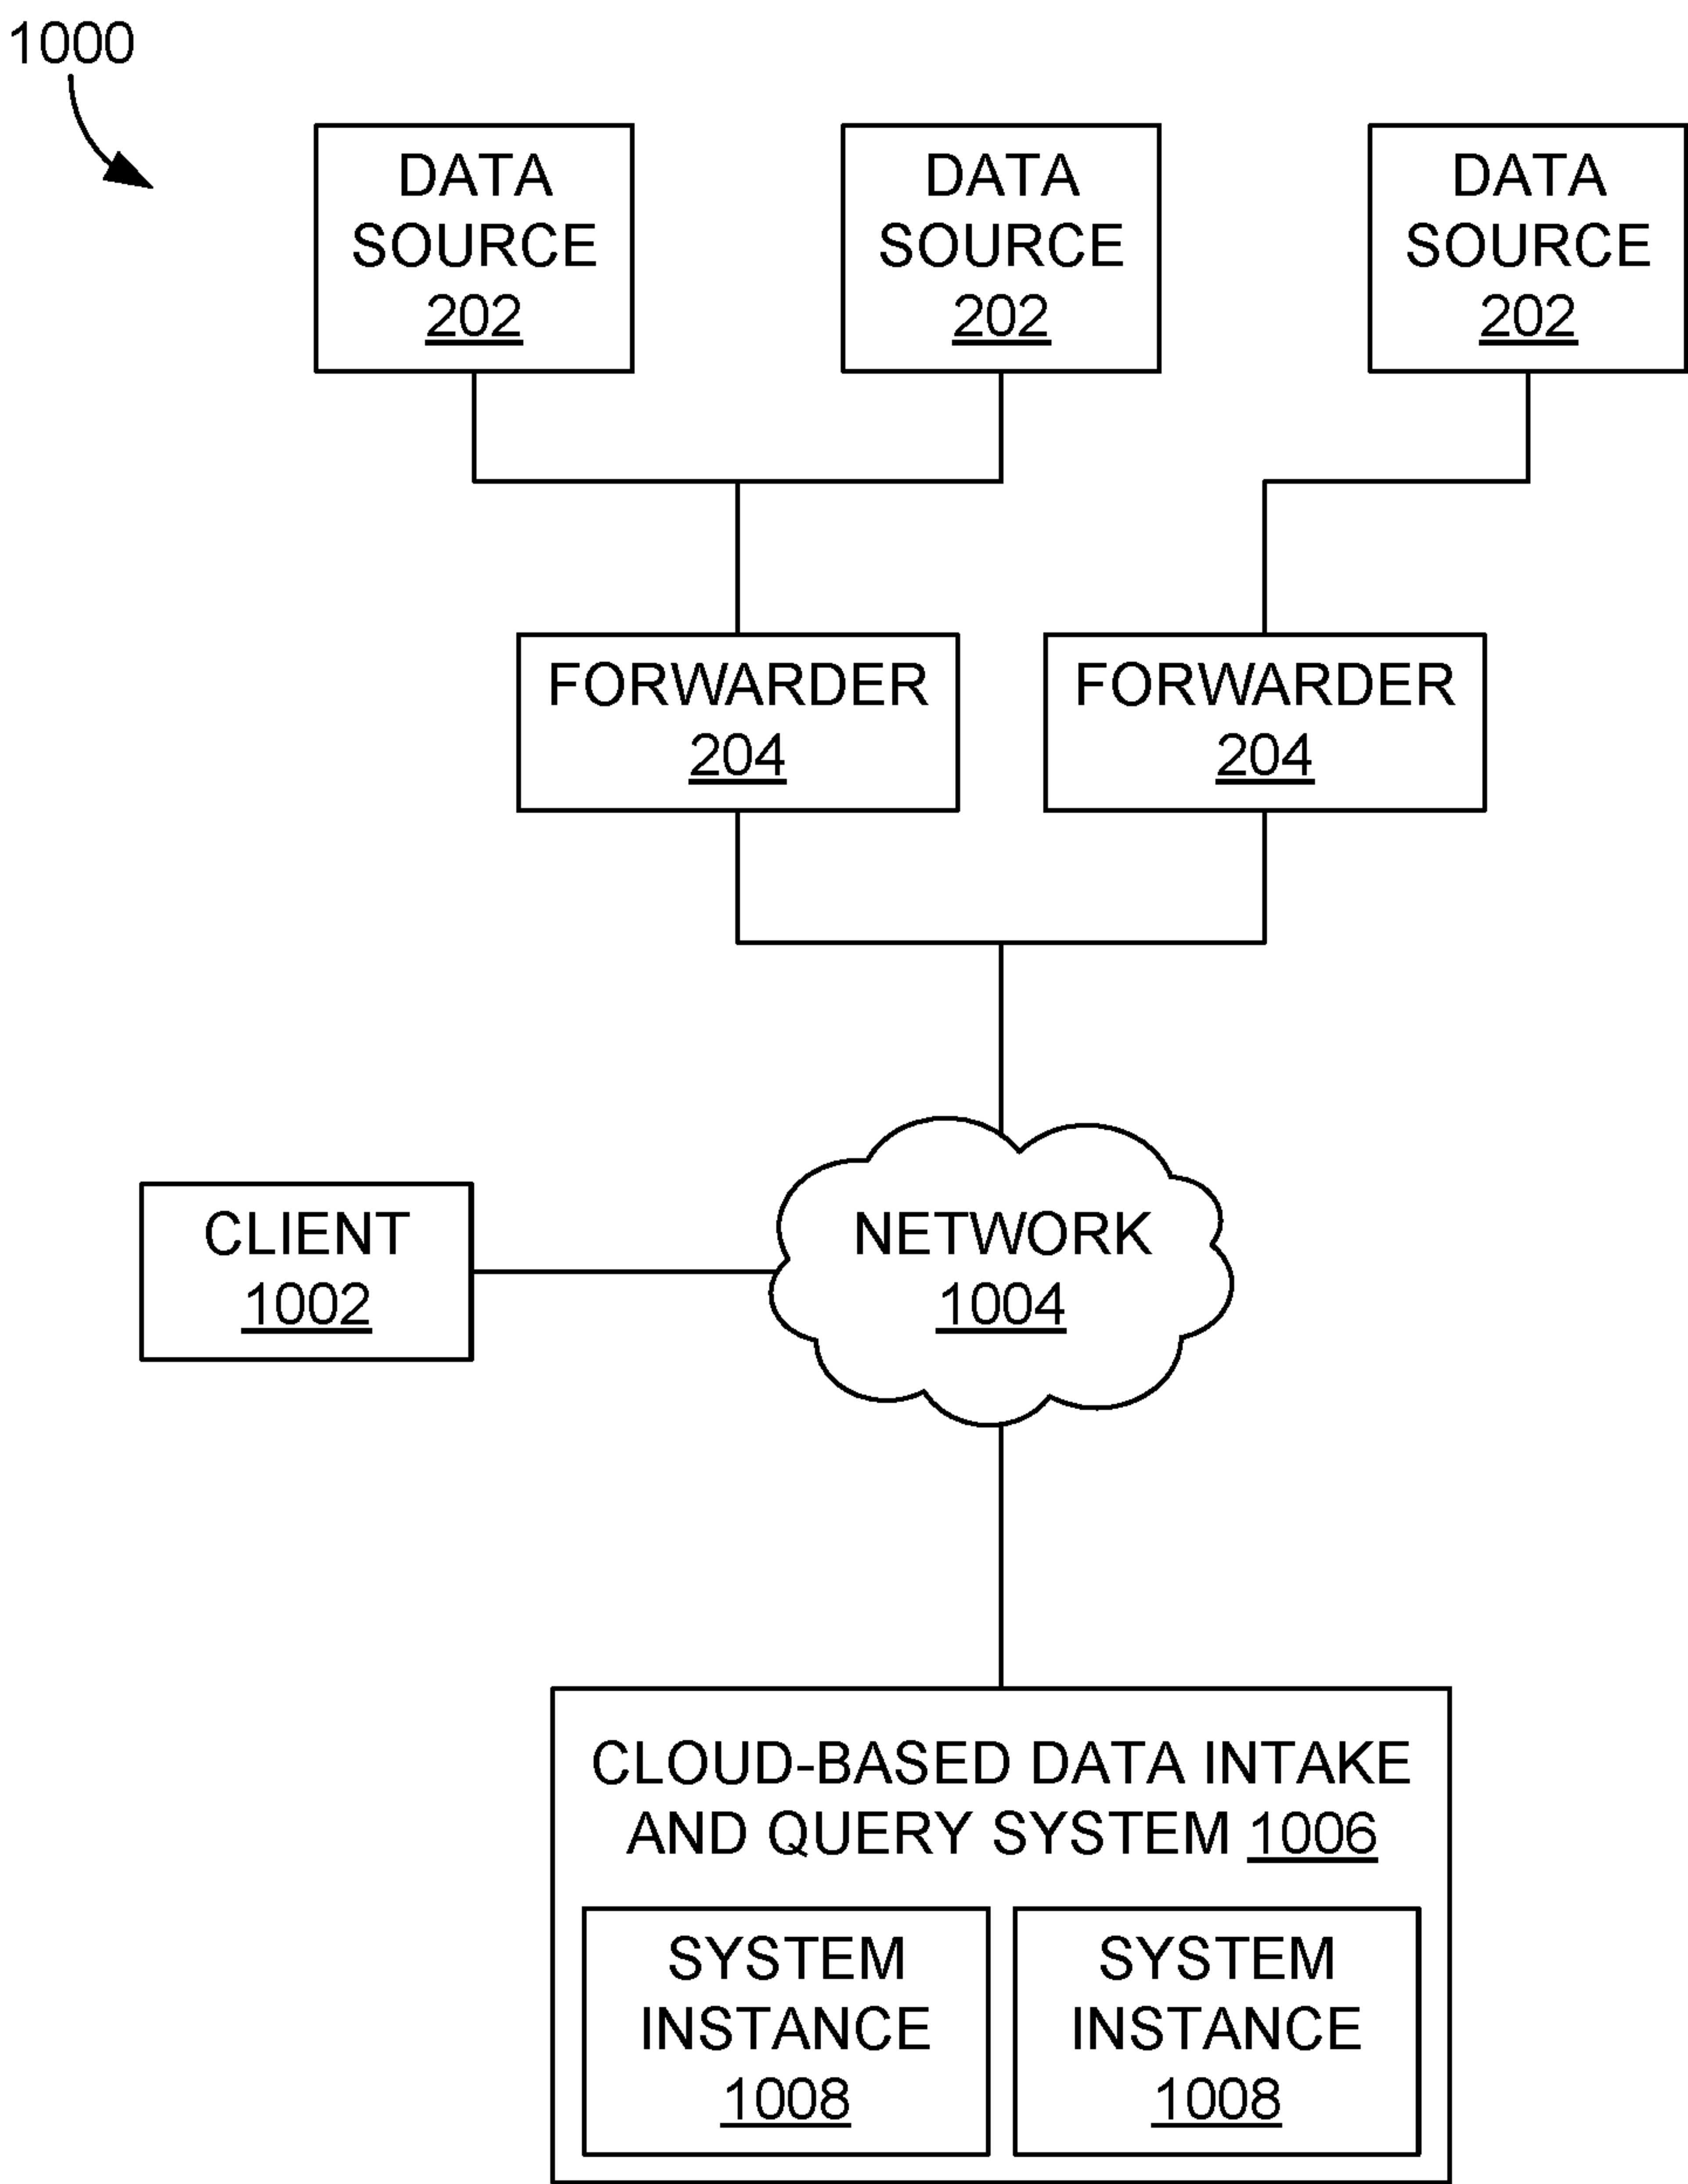 1000
DATA
SOURCE
202
DATA
SOURCE
202
DATA
SOURCE
202
FORWARDER
204
FORWARDER
204
CLIENT
1002
NETWORK
1004
CLOUD-BASED DATA INTAKE
AND QUERY SYSTEM 1006
SYSTEM
INSTANCE
1008
SYSTEM
INSTANCE
1008